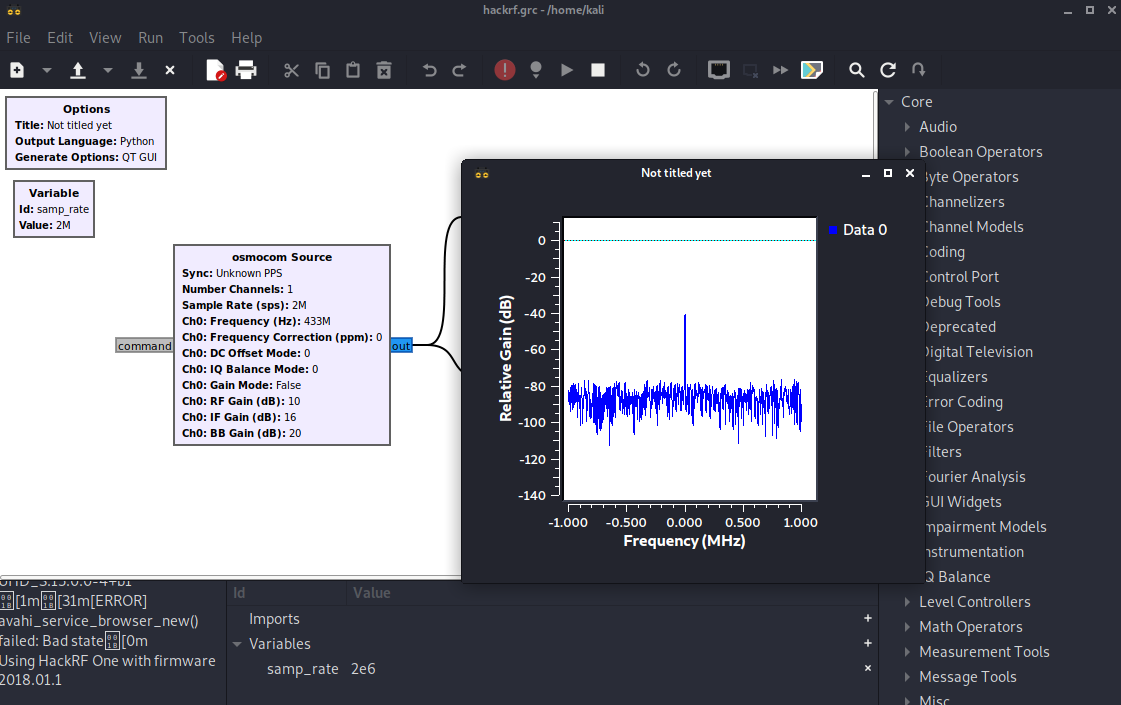 hackrf.grc - /home/kali
File Edit View Run Tools Help
Options
Title: Not titled yet
Output Language: Python
Generate Options: QT GUI
Variable
Id: samp_rate
Value: 2M
osmocom Source
Sync: Unknown PPS
Number Channels: 1
Sample Rate (sps): 2M
Ch0: Frequency (Hz): 433M
Ch0: Frequency Correction (ppm): 0
Ch0: DC Offset Mode: 0
Ch0: IQ Balance Mode: 0
Ch0: Gain Mode: False
Ch0: RF Gain (dB): 10
Ch0: IF Gain (dB): 16
Ch0: BB Gain (dB): 20
command
out
Not titled yet
Data 0
Relative Gain (dB)
0
-20
-40
-60
-80
-100
-120
-140
-1.000 -0.500 0.000 0.500 1.000
Frequency (MHz)
Core
Audio
Boolean Operators
Byte Operators
Channelizers
Channel Models
Coding
Control Port
Debug Tools
Deprecated
Digital Television
Equalizers
Error Coding
File Operators
Filters
Fourier Analysis
GUI Widgets
Impairment Models
Instrumentation
IQ Balance
Level Controllers
Math Operators
Measurement Tools
Message Tools
Misc
[1m[31m[ERROR]
avahi_service_browser_new()
failed: Bad state[0m
Using HackRF One with firmware
2018.01.1
Id Value
Imports
Variables
samp_rate 2e6